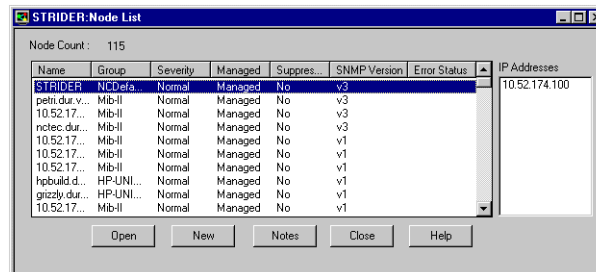 STRIDER:Node List
Node Count : 115
Name Group Severity Managed Suppres... SNMP Version Error Status
STRIDER NCDefa... Normal Managed No v3
petri.dur.v... Mib-II Normal Managed No v3
10.52.17... Mib-II Normal Managed No v3
nctec.dur... Mib-II Normal Managed No v3
10.52.17... Mib-II Normal Managed No v1
10.52.17... Mib-II Normal Managed No v1
10.52.17... Mib-II Normal Managed No v1
hpbuild.d... HP-UNI... Normal Managed No v1
grizzly.dur... HP-UNI... Normal Managed No v1
10.52.17... Mib-II Normal Managed No v1
IP Addresses
10.52.174.100
Open New Notes Close Help